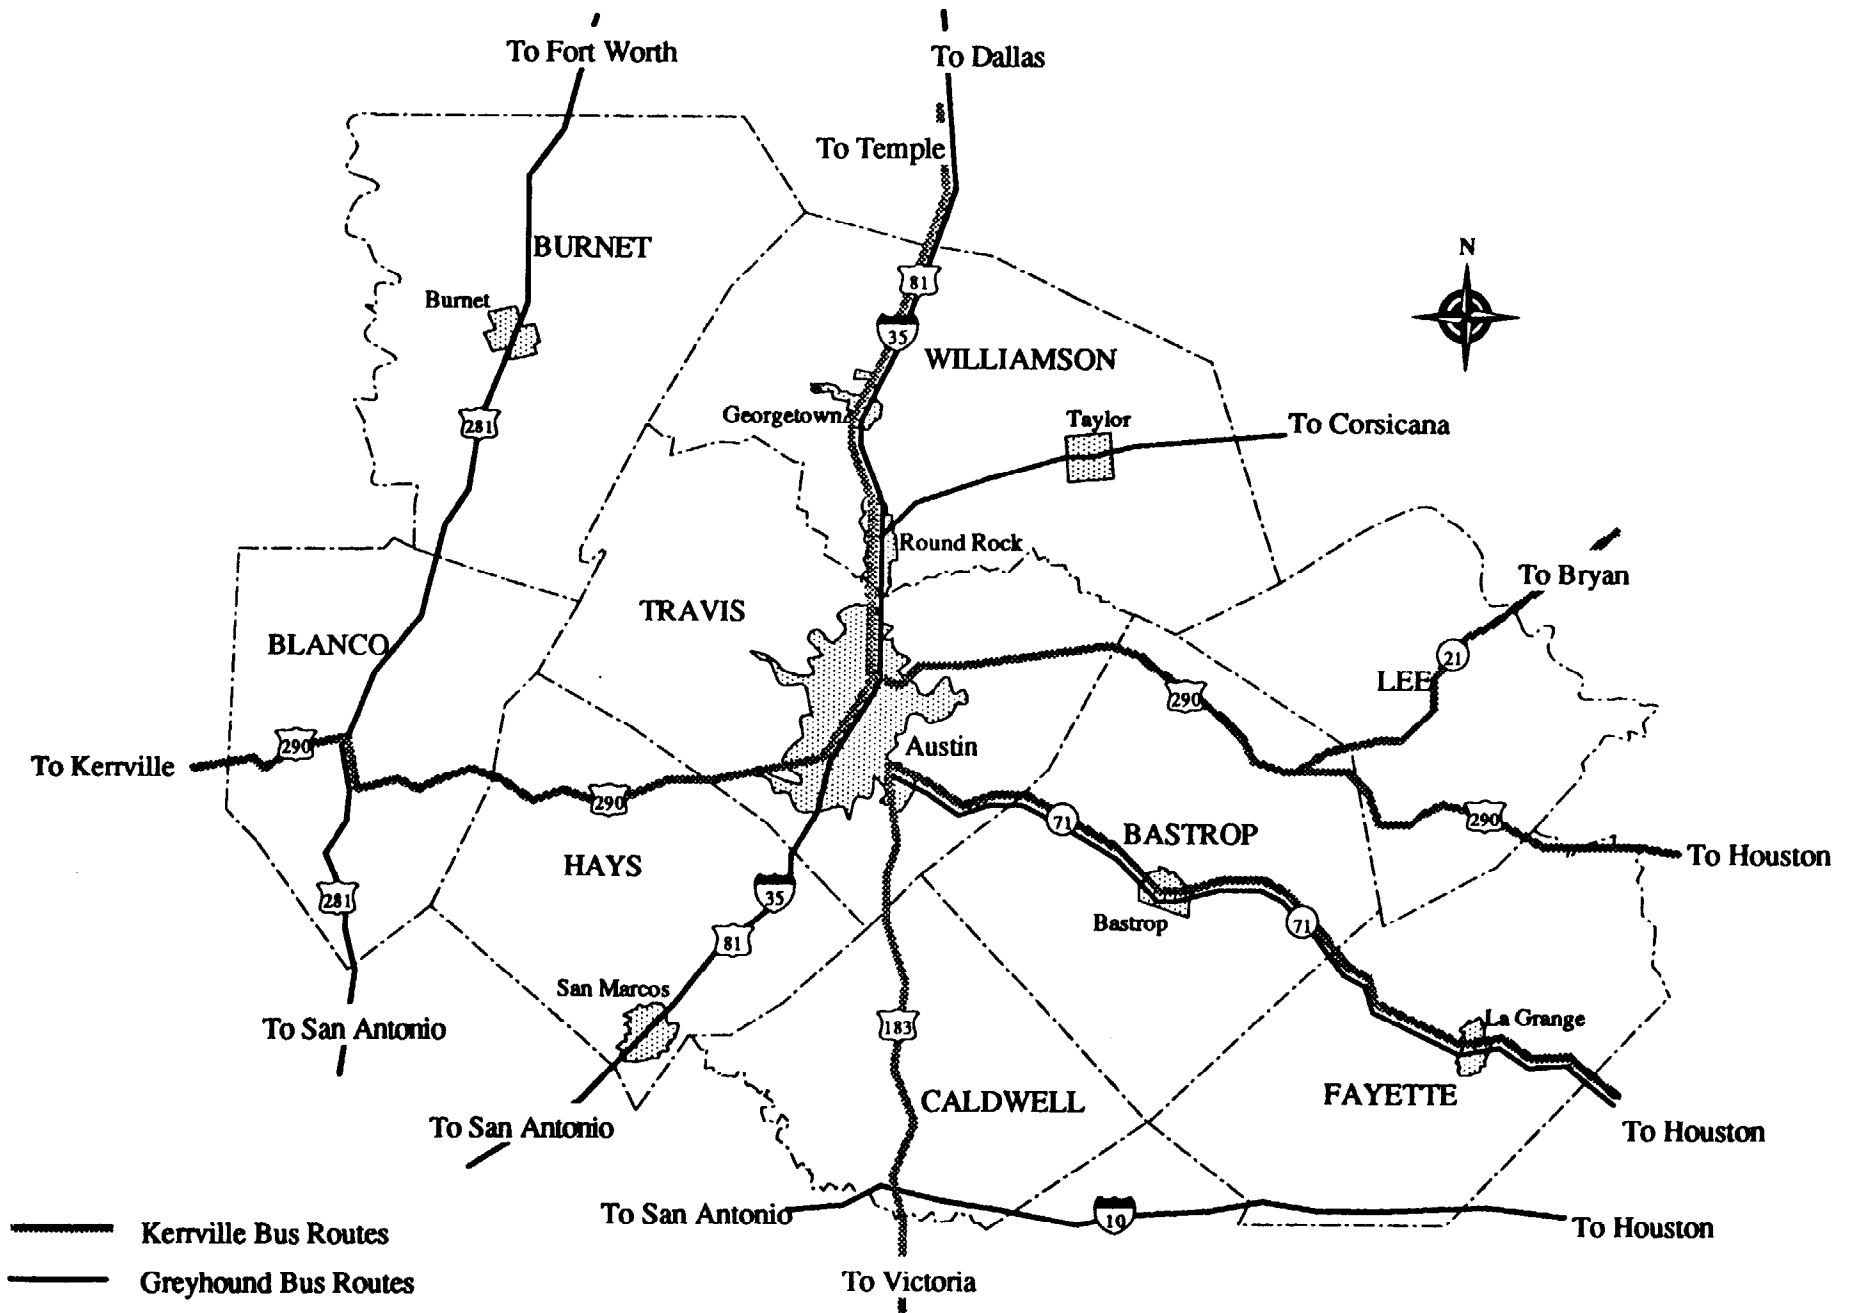 To Fort Worth
To Dallas
To Temple
BURNET
N
81
Burnet
35
WILLIAMSON
Georgetown
Taylor
To Corsicana
281
Round Rock
To Bryan
TRAVIS
BLANCO
21
LEE
290
290
Austin
To Kerrville
290
71
BASTROP
290
To Houston
HAYS
35
281
Bastrop
71
81
San Marcos
La Grange
To San Antonio
183
CALDWELL
FAYETTE
To San Antonio
To Houston
To San Antonio
19
To Houston
Kerrville Bus Routes
Greyhound Bus Routes
To Victoria